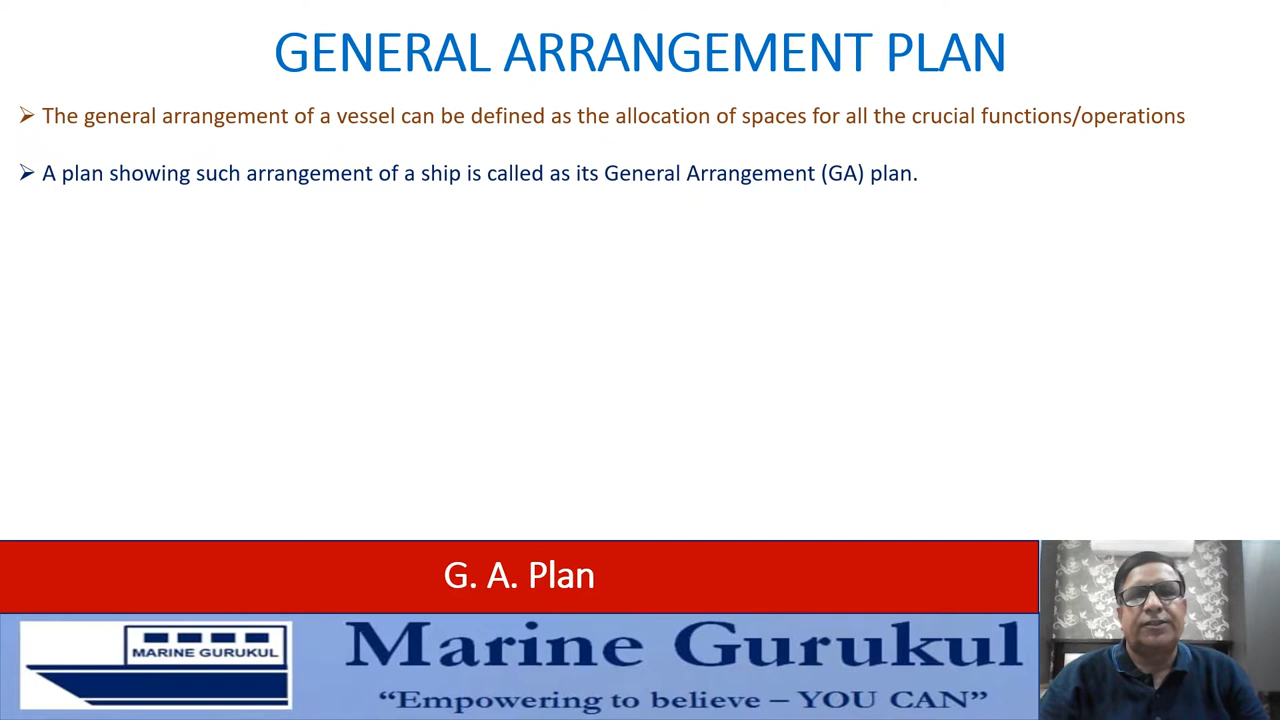 GENERAL ARRANGEMENT PLAN
The general arrangement of a vessel can be defined as the allocation of spaces for all the crucial functions/operations
A plan showing such arrangement of a ship is called as its General Arrangement (GA) plan.
G. A. Plan
MARINE GURUKUL
Marine Gurukul
“Empowering to believe – YOU CAN”